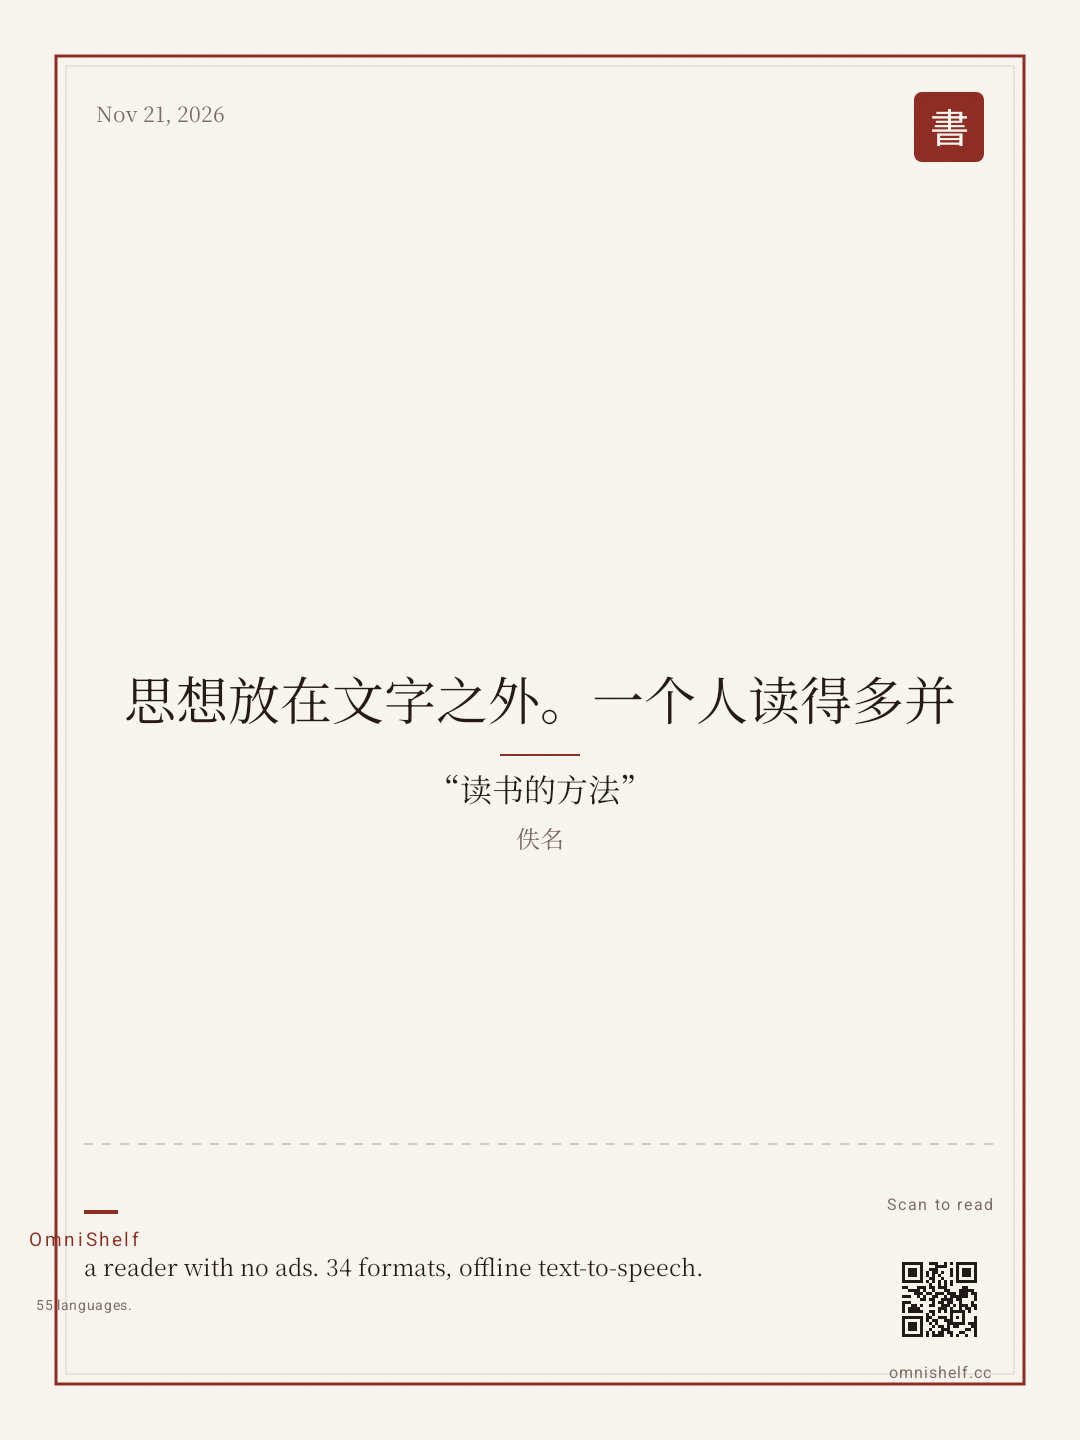 Nov 21, 2026
書
思想放在文字之外。一个人读得多并
“读书的方法”
佚名
Scan to read
OmniShelf
a reader with no ads. 34 formats, offline text-to-speech.
55 languages.
omnishelf.cc